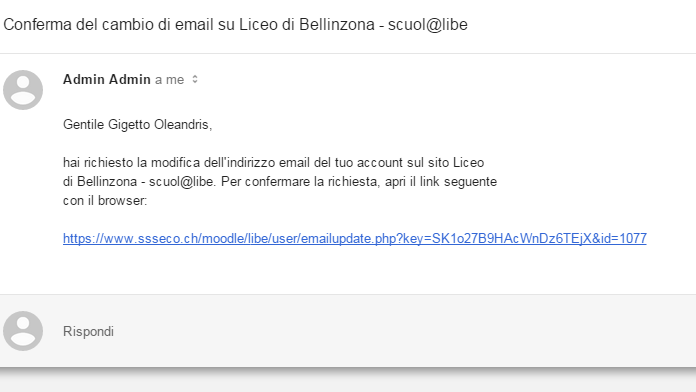 Conferma del cambio di email su Liceo di Bellinzona - scuol@libe
Admin Admin a me
Gentile Gigetto Oleandris,
hai richiesto la modifica dell'indirizzo email del tuo account sul sito Liceo
di Bellinzona - scuol@libe. Per confermare la richiesta, apri il link seguente
con il browser:
https://www.ssseco.ch/moodle/libe/user/emailupdate.php?key=SK1o27B9HAcWnDz6TEjX&id=1077
Rispondi